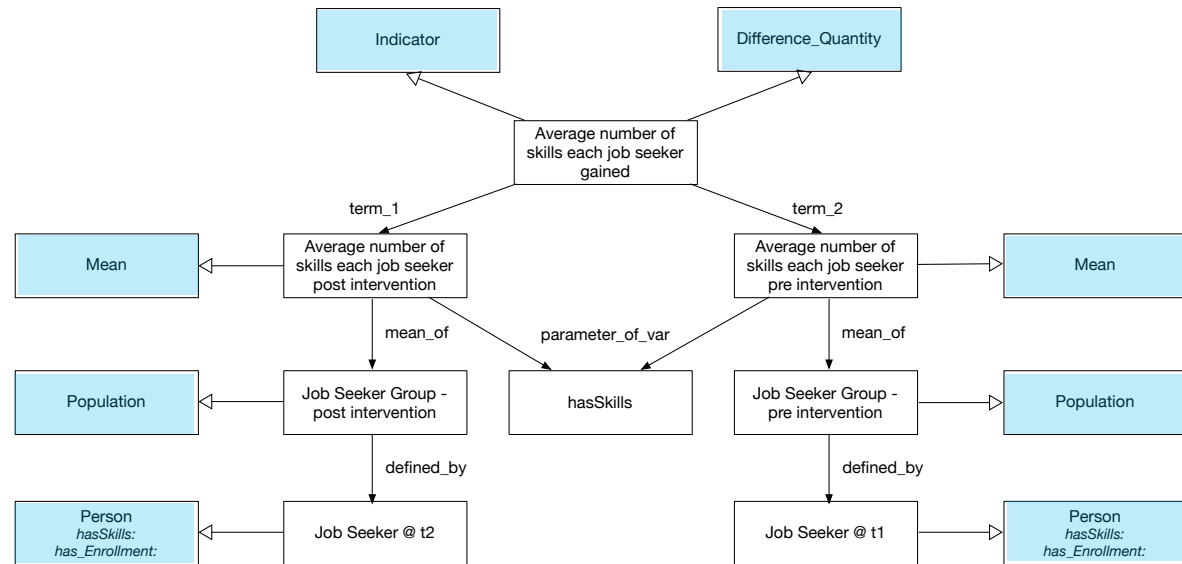 Indicator
Difference_Quantity
Average number of
skills each job seeker
gained
term_1
term_2
Mean
Average number of
skills each job seeker
post intervention
Average number of
skills each job seeker
pre intervention
Mean
mean_of
parameter_of_var
mean_of
Population
Job Seeker Group -
post intervention
hasSkills
Job Seeker Group -
pre intervention
Population
defined_by
defined_by
Person
hasSkills:
has_Enrollment:
Job Seeker @ t2
Job Seeker @ t1
Person
hasSkills:
has_Enrollment: